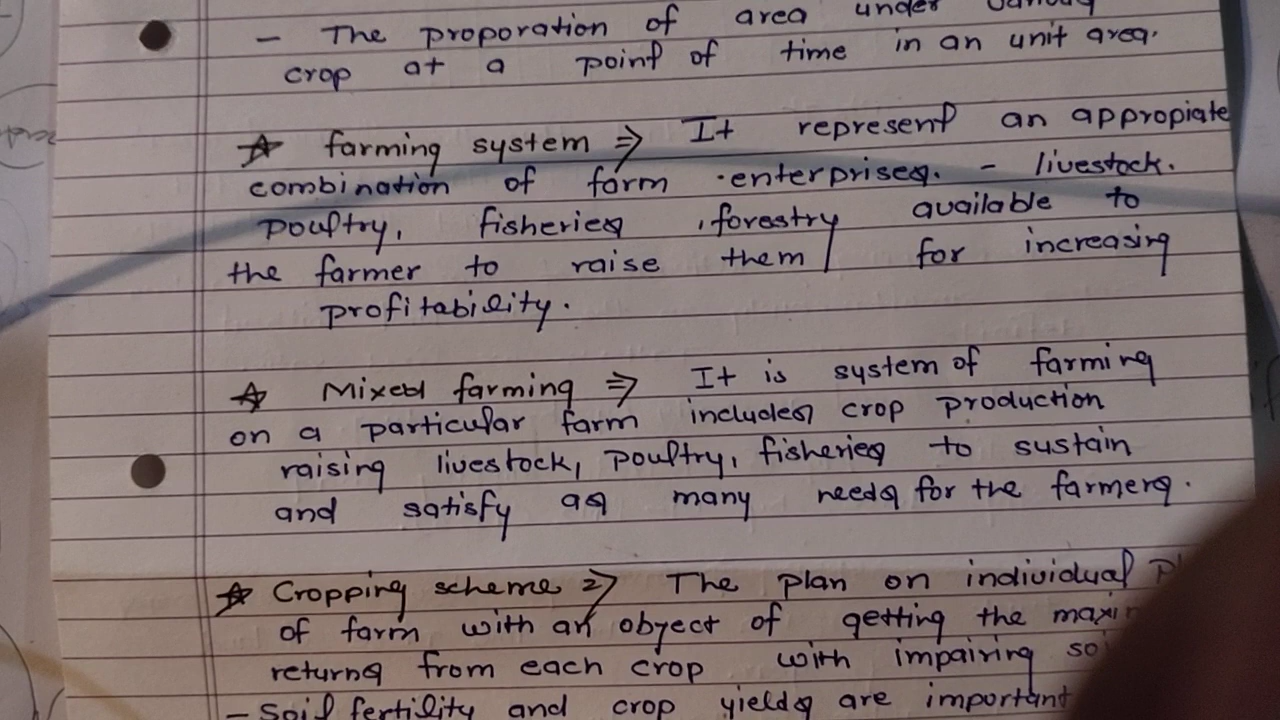 - The proporation of area under
crop at a point of time in an unit area.
☆ farming system ⇒ It represent an appropiate
combination of farm enterprises. - livestock.
poultry, fisheries, forestry available to
the farmer to raise them for increasing
profitability.
☆ Mixed farming ⇒ It is system of farming
on a particular farm includes crop production
raising livestock, poultry, fisheries to sustain
and satisfy as many needs for the farmers.
☆ Cropping scheme ⇒ The plan on individual
of farm with an object of getting the
returns from each crop with impairing
- Soil fertility and crop yields are important